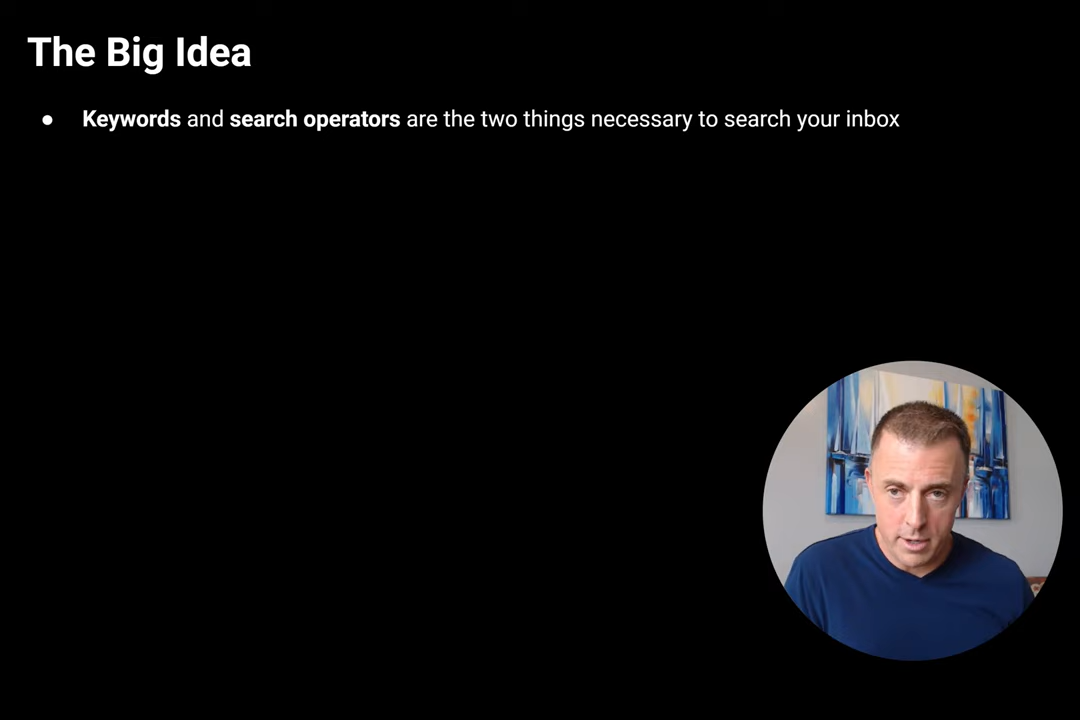 The Big Idea
● Keywords and search operators are the two things necessary to search your inbox